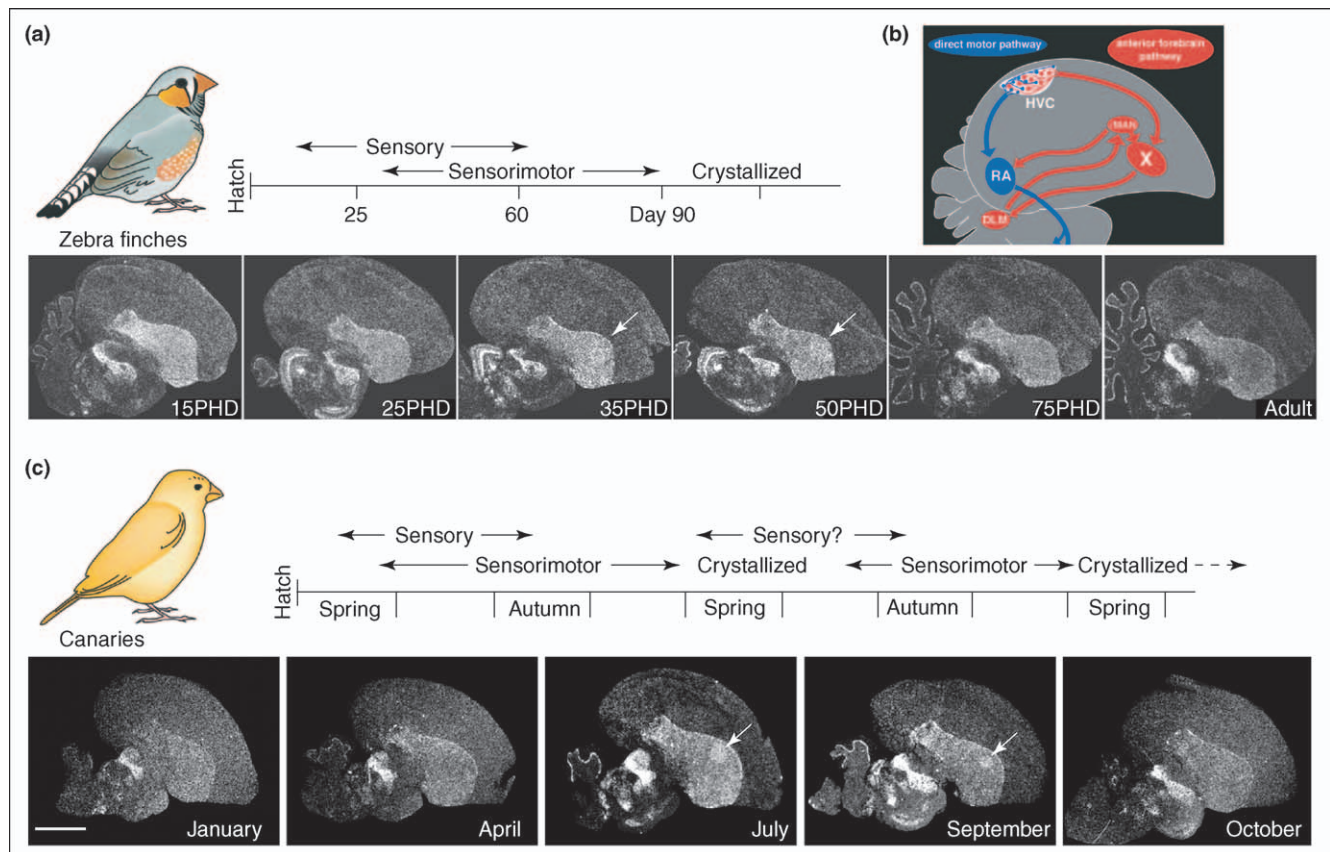 (a)
Sensory
Sensorimotor
Crystallized
Hatch
25
60
Day 90
Zebra finches
(b)
direct motor pathway
anterior forebrain
pathway
HVC
MAN
X
RA
DLM
15PHD
25PHD
35PHD
50PHD
75PHD
Adult
(c)
Sensory
Sensory?
Sensorimotor
Crystallized
Sensorimotor
Crystallized
Hatch
Spring
Autumn
Spring
Autumn
Spring
Canaries
January
April
July
September
October